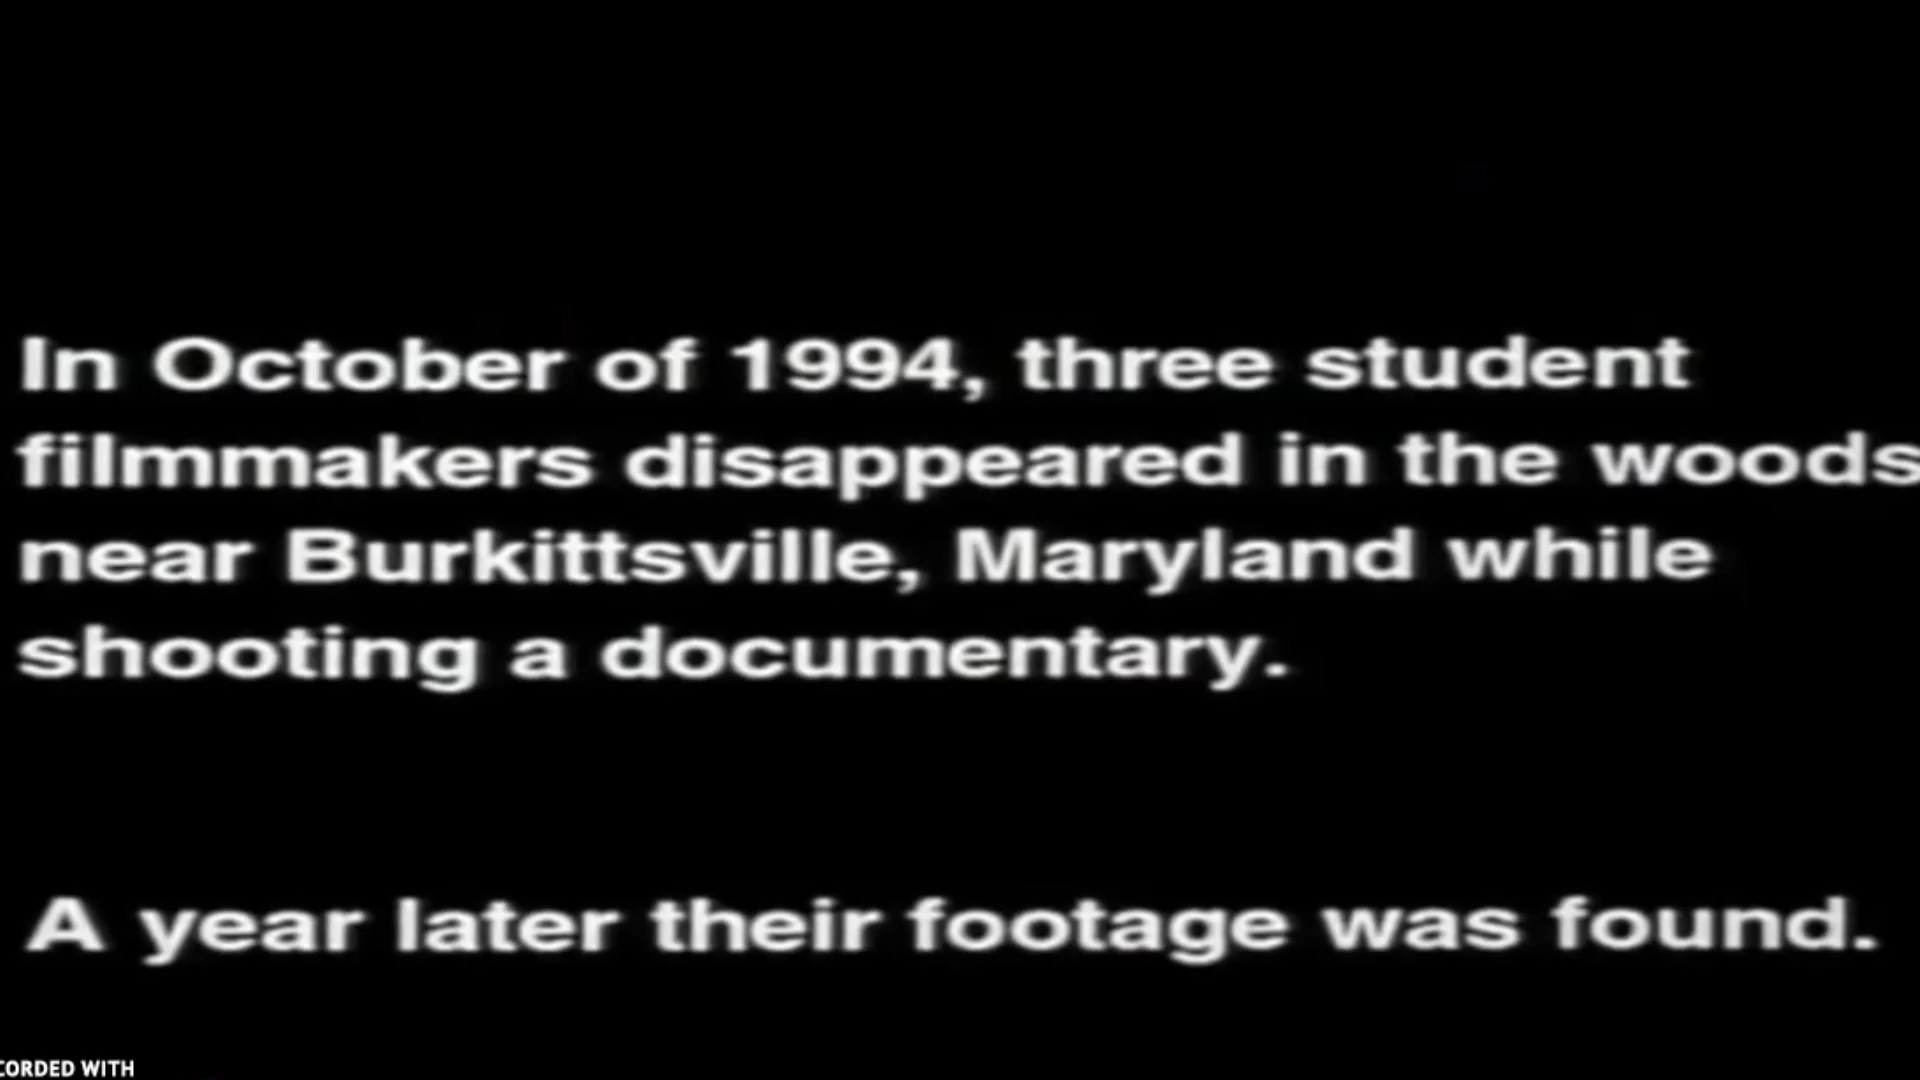 In October of 1994, three student
filmmakers disappeared in the woods
near Burkittsville, Maryland while
shooting a documentary.
A year later their footage was found.
CORDED WITH